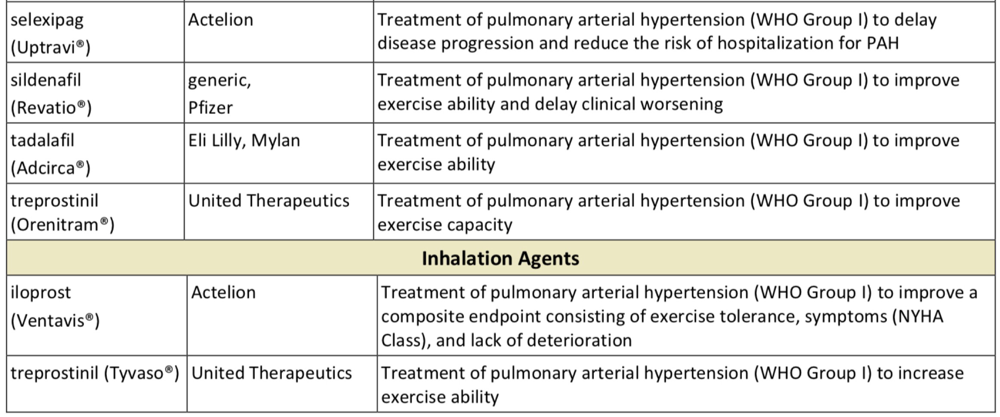 selexipag
(Uptravi®)
Actelion
Treatment of pulmonary arterial hypertension (WHO Group I) to delay
disease progression and reduce the risk of hospitalization for PAH
sildenafil
(Revatio®)
generic,
Pfizer
Treatment of pulmonary arterial hypertension (WHO Group I) to improve
exercise ability and delay clinical worsening
tadalafil
(Adcirca®)
Eli Lilly, Mylan
Treatment of pulmonary arterial hypertension (WHO Group I) to improve
exercise ability
treprostinil
(Orenitram®)
United Therapeutics
Treatment of pulmonary arterial hypertension (WHO Group I) to improve
exercise capacity
Inhalation Agents
iloprost
(Ventavis®)
Actelion
Treatment of pulmonary arterial hypertension (WHO Group I) to improve a
composite endpoint consisting of exercise tolerance, symptoms (NYHA
Class), and lack of deterioration
treprostinil (Tyvaso®)
United Therapeutics
Treatment of pulmonary arterial hypertension (WHO Group I) to increase
exercise ability